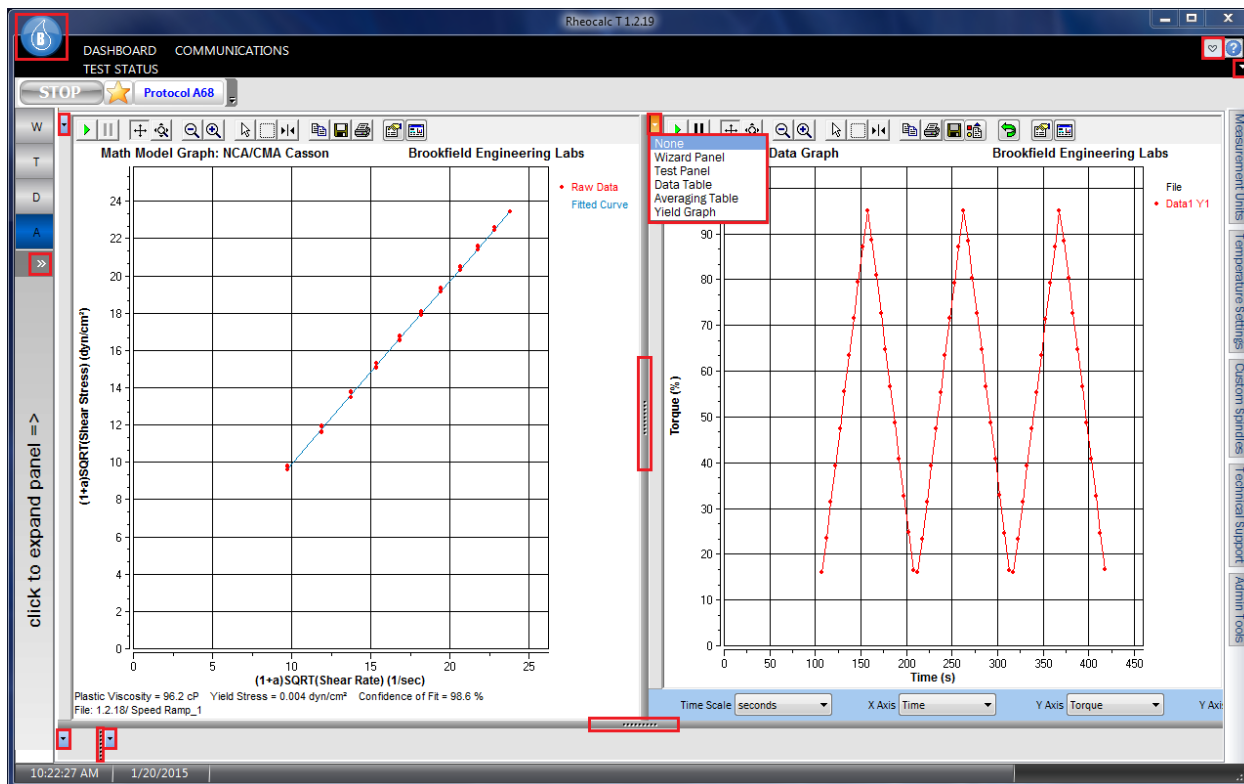 Rheocalc T 1.2.19
B
DASHBOARD COMMUNICATIONS
TEST STATUS
?
STOP
Protocol A68
W
T
D
A
»
click to expand panel =>
Math Model Graph: NCA/CMA Casson Brookfield Engineering Labs
Raw Data
Fitted Curve
(1+a)SQRT(Shear Stress) (dyn/cm²)
24
22
20
18
16
14
12
10
8
6
4
2
0
0 5 10 15 20 25
(1+a)SQRT(Shear Rate) (1/sec)
Plastic Viscosity = 96.2 cP Yield Stress = 0.004 dyn/cm² Confidence of Fit = 98.6 %
File: 1.2.18/ Speed Ramp_1
None
Wizard Panel
Test Panel
Data Table
Averaging Table
Yield Graph
Data Graph Brookfield Engineering Labs
File
Data1 Y1
Torque (%)
90
80
70
60
50
40
30
20
10
0
0 50 100 150 200 250 300 350 400 450
Time (s)
Time Scale seconds X Axis Time Y Axis Torque Y Axi
Measurement Units
Temperature Settings
Custom Spindles
Technical Support
Admin Tools
10:22:27 AM 1/20/2015